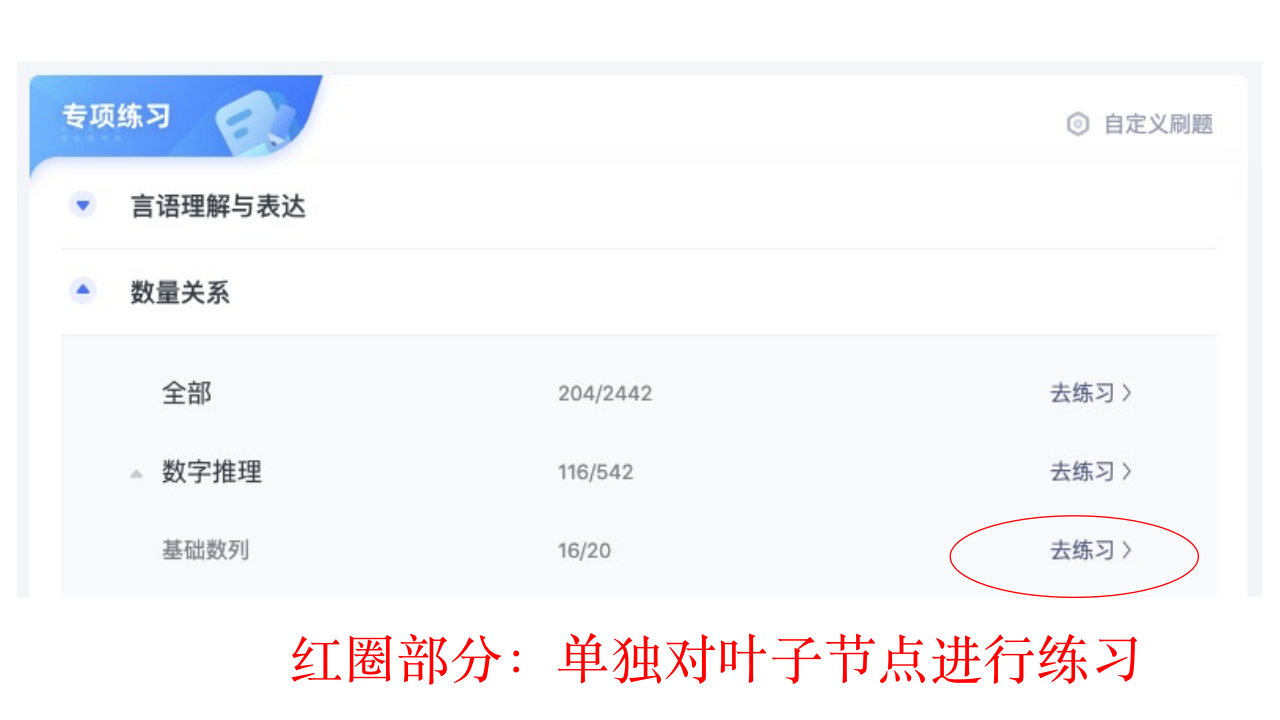 专项练习
自定义刷题
言语理解与表达
数量关系
全部 204/2442 去练习
数字推理 116/542 去练习
基础数列 16/20 去练习
红圈部分：单独对叶子节点进行练习